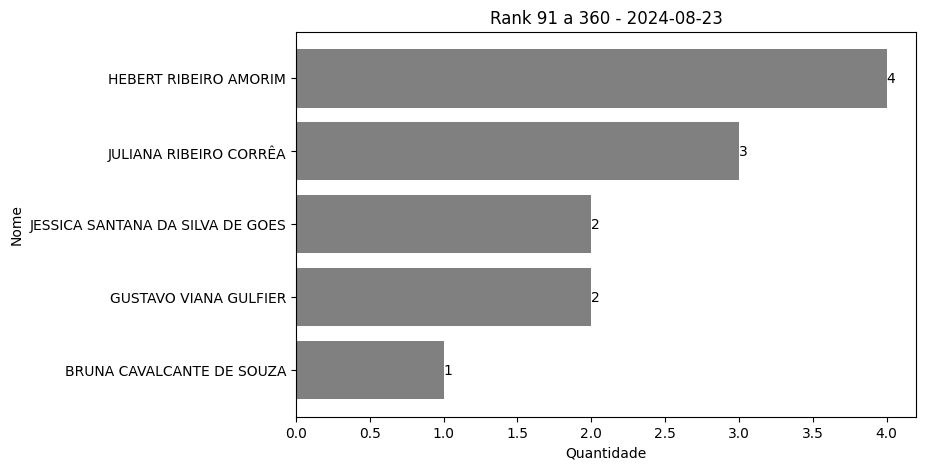 Rank 91 a 360 - 2024-08-23
HEBERT RIBEIRO AMORIM
4
JULIANA RIBEIRO CORRÊA
3
JESSICA SANTANA DA SILVA DE GOES
2
GUSTAVO VIANA GULFIER
2
BRUNA CAVALCANTE DE SOUZA
1
Nome
0.0 0.5 1.0 1.5 2.0 2.5 3.0 3.5 4.0
Quantidade